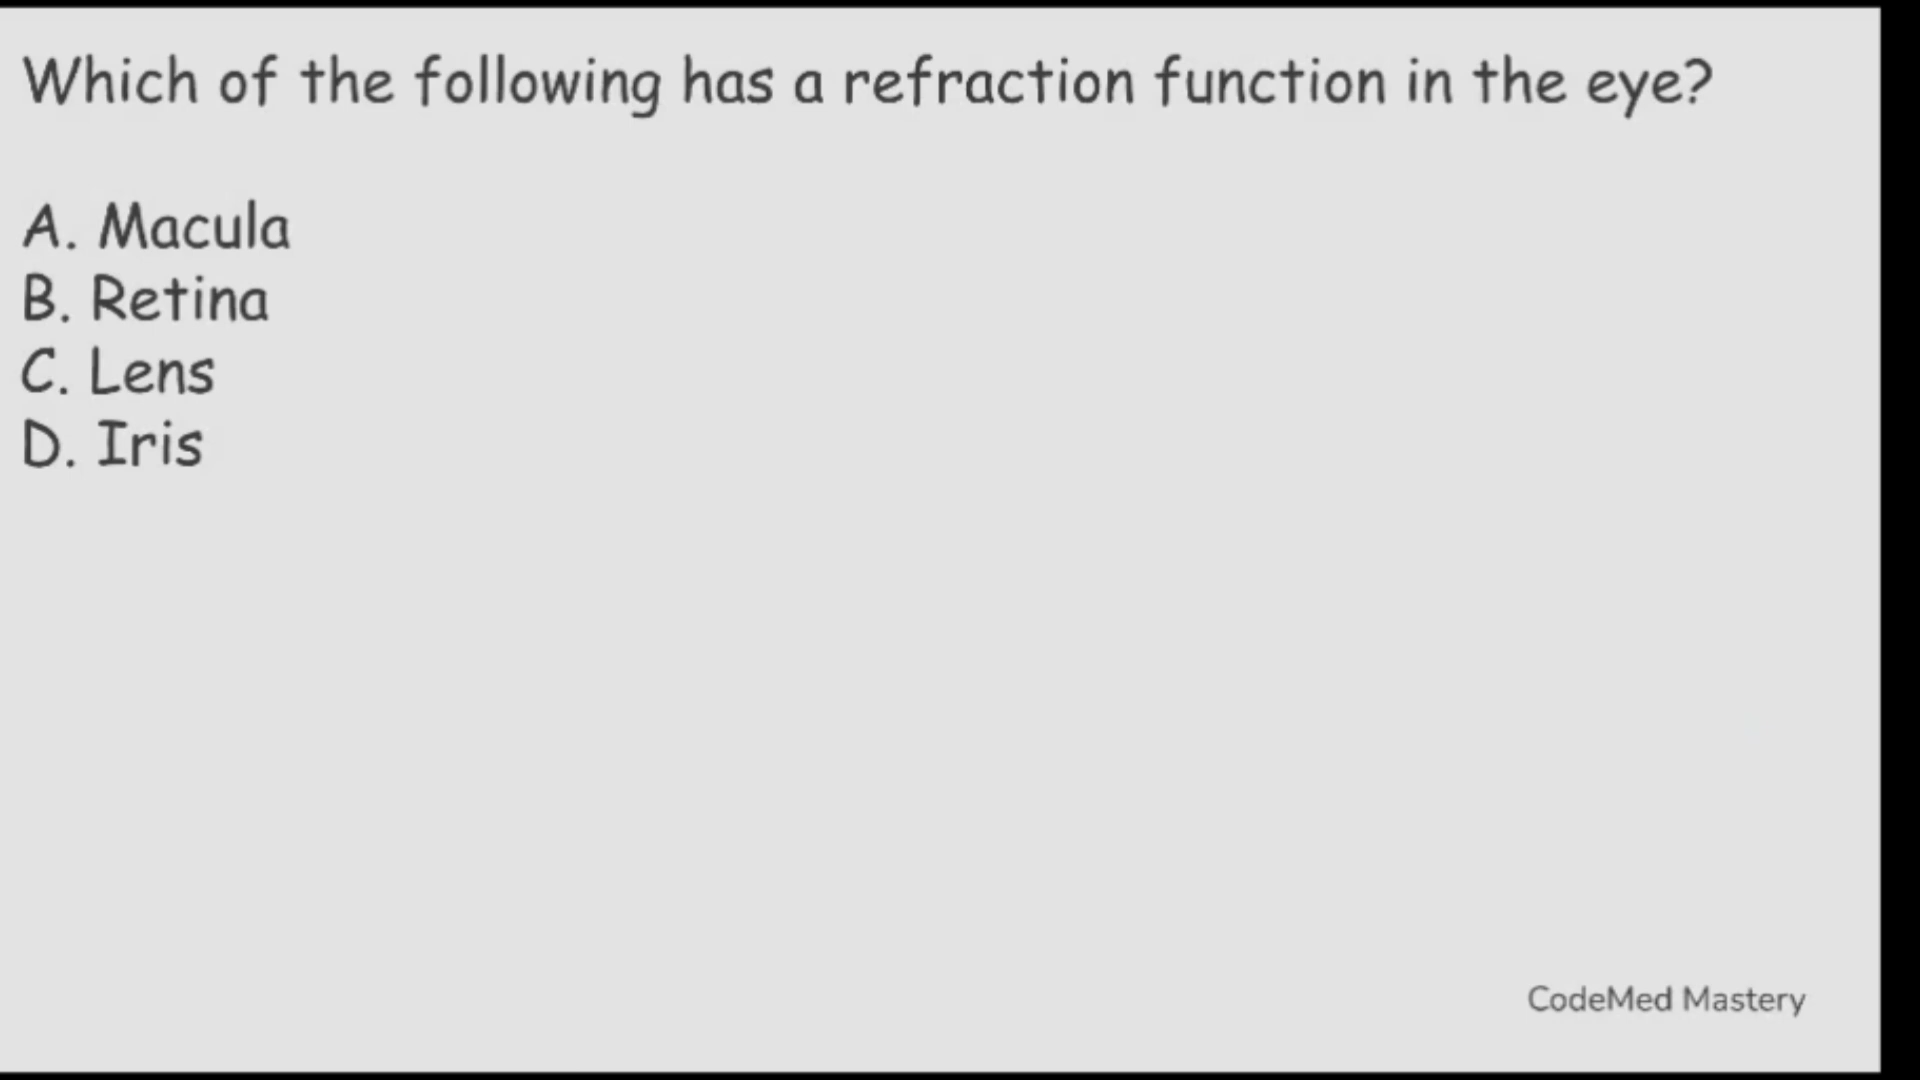 Which of the following has a refraction function in the eye?
A. Macula
B. Retina
C. Lens
D. Iris
CodeMed Mastery